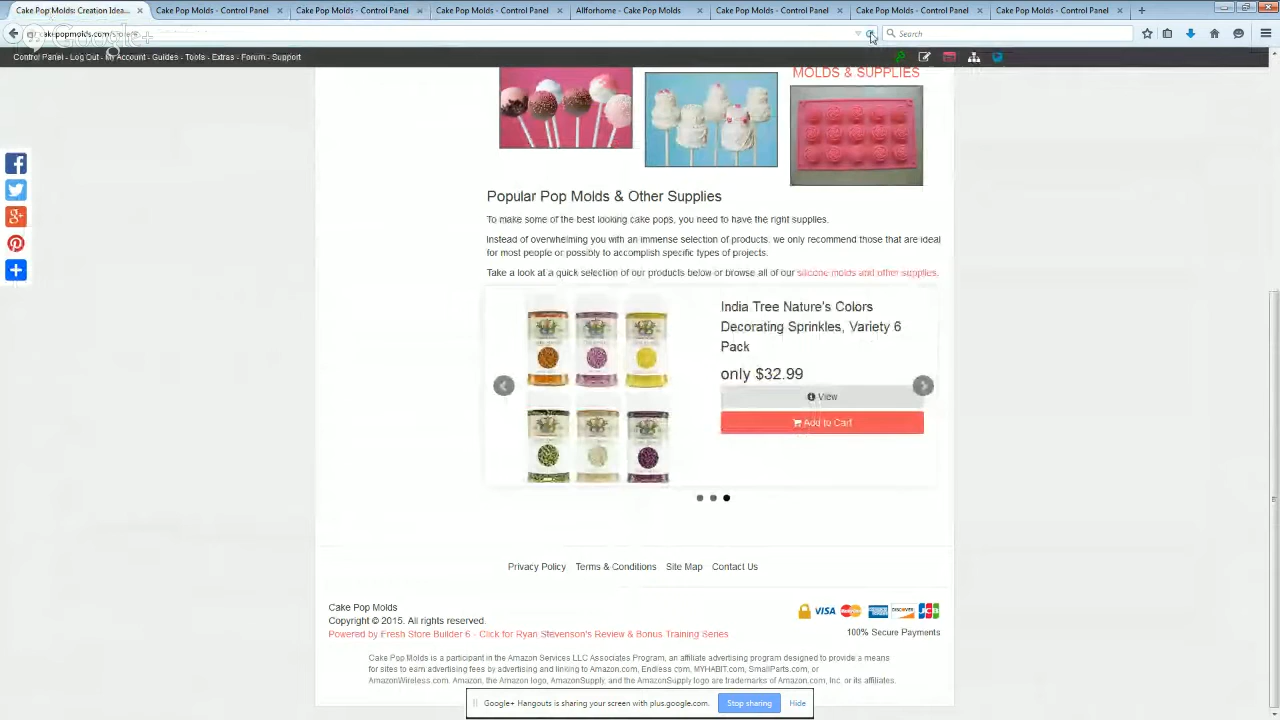 Cake Pop Molds: Creation Idea... × Cake Pop Molds - Control Panel × Cake Pop Molds - Control Panel × Cake Pop Molds - Control Panel × Allforhome - Cake Pop Molds × Cake Pop Molds - Control Panel × Cake Pop Molds - Control Panel × Cake Pop Molds - Control Panel × +
Search
Control Panel - Log Out - My Account - Guides - Tools - Extras - Forum - Support
MOLDS & SUPPLIES
Popular Pop Molds & Other Supplies
To make some of the best looking cake pops, you need to have the right supplies.
Instead of overwhelming you with an immense selection of products, we only recommend those that are ideal
for most people or possibly to accomplish specific types of projects.
Take a look at a quick selection of our products below or browse all of our silicone molds and other supplies.
India Tree Nature's Colors
Decorating Sprinkles, Variety 6
Pack
only $32.99
View
Add to Cart
Privacy Policy Terms & Conditions Site Map Contact Us
Cake Pop Molds
Copyright © 2015. All rights reserved.
Powered by Fresh Store Builder 6 - Click for Ryan Stevenson's Review & Bonus Training Series
VISA
100% Secure Payments
Cake Pop Molds is a participant in the Amazon Services LLC Associates Program, an affiliate advertising program designed to provide a means
for sites to earn advertising fees by advertising and linking to Amazon.com, Endless.com, MYHABIT.com, SmallParts.com, or
AmazonWireless.com. Amazon, the Amazon logo, AmazonSupply, and the AmazonSupply logo are trademarks of Amazon.com, Inc. or its affiliates.
Google+ Hangouts is sharing your screen with plus.google.com. Stop sharing Hide